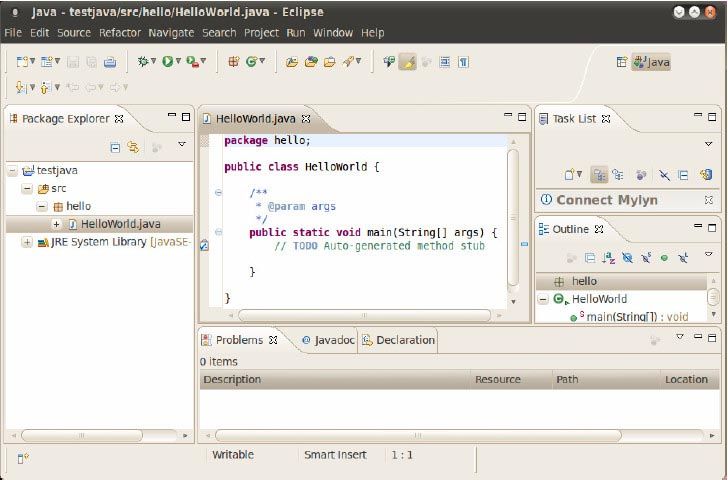 Java - testjava/src/hello/HelloWorld.java - Eclipse
File Edit Source Refactor Navigate Search Project Run Window Help
Java
Package Explorer
testjava
src
hello
HelloWorld.java
JRE System Library [JavaSE-
HelloWorld.java
package hello;
public class HelloWorld {
/**
* @param args
*/
public static void main(String[] args) {
// TODO Auto-generated method stub
}
}
Task List
Connect Mylyn
Outline
hello
HelloWorld
main(String[]) : void
Problems @ Javadoc Declaration
0 items
Description Resource Path Location
Writable Smart Insert 1 : 1